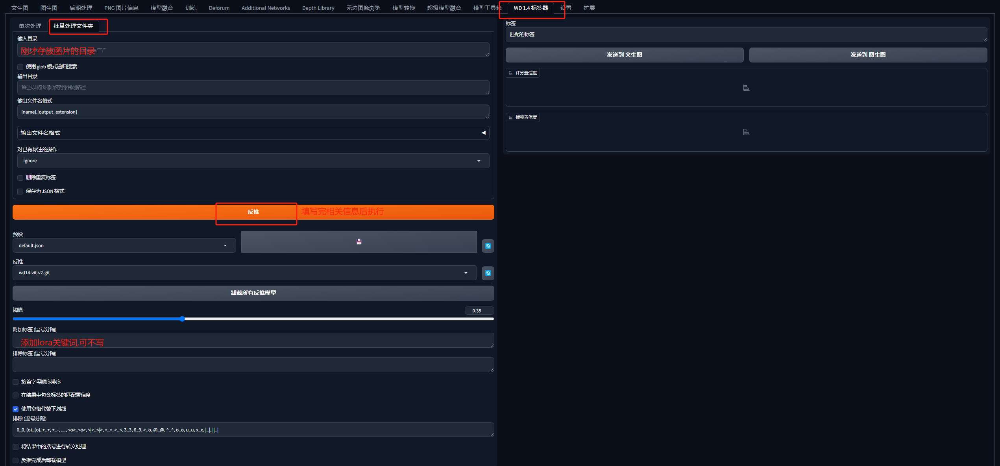 文生图 图生图 后期处理 PNG 图片信息 模型融合 训练 Deforum Additional Networks Depth Library 无边图像浏览 模型转换 超级模型融合 模型工具箱 WD 1.4 标签器 设置 扩展
单次处理 批量处理文件夹
输入目录
刚才存放图片的目录 /**/*
使用 glob 模式递归搜索
输出目录
留空以将图像保存到相同路径
输出文件名格式
[name].[output_extension]
输出文件名格式
对已有标注的操作
ignore
删除重复标签
保存为 JSON 格式
反推 填写完相关信息后执行
预设
default.json
反推
wd14-vit-v2-git
卸载所有反推模型
阈值 0.35
附加标签 (逗号分隔)
添加lora关键词,可不写
排除标签 (逗号分隔)
按首字母顺序排序
在结果中包含标签的匹配置信度
使用空格代替下划线
排除 (逗号分隔)
0_0, (o)_(o), +_+, +_-, ._., <o>_<o>, <|>_<|>, =_=, >_<, 3_3, 6_9, >_o, @_@, ^_^, o_o, u_u, x_x, |_|, ||_||
将结果中的括号进行转义处理
反推完成后卸载模型
标签
匹配的标签
发送到 文生图 发送到 图生图
评分置信度
标签置信度